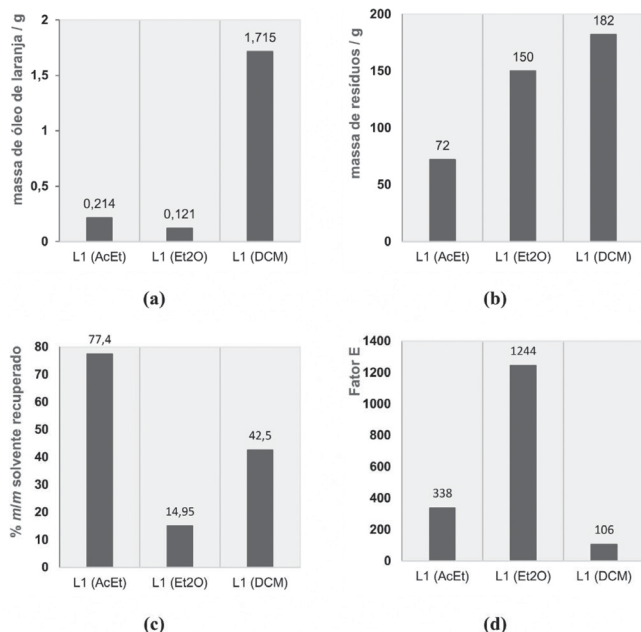 massa de óleo de laranja / g
2
1,5
1
0,5
0
0,214
0,121
1,715
L1 (AcEt)
L1 (Et2O)
L1 (DCM)
(a)
massa de resíduos / g
200
150
100
50
0
72
150
182
L1 (AcEt)
L1 (Et2O)
L1 (DCM)
(b)
% m/m solvente recuperado
80
70
60
50
40
30
20
10
0
77,4
14,95
42,5
L1 (AcEt)
L1 (Et2O)
L1 (DCM)
(c)
Fator E
1400
1200
1000
800
600
400
200
0
338
1244
106
L1 (AcEt)
L1 (Et2O)
L1 (DCM)
(d)